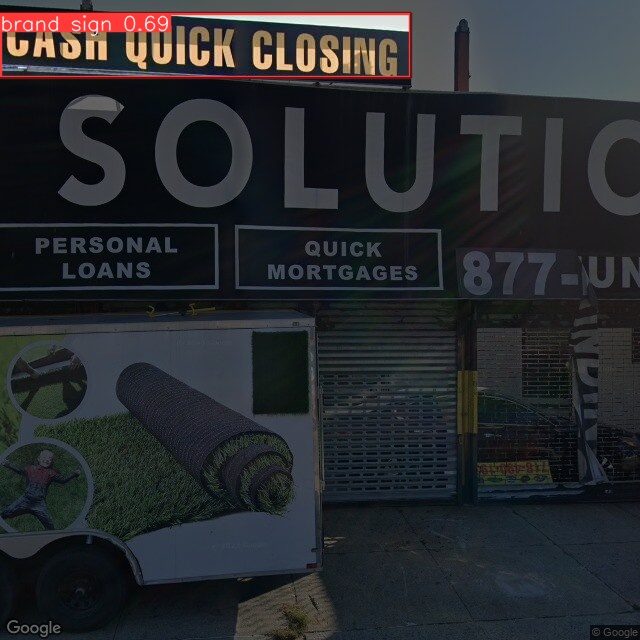 brand sign 0.69
CASH QUICK CLOSING
SOLUTIO
PERSONAL
LOANS
QUICK
MORTGAGES
877-
UN
Google
© Google